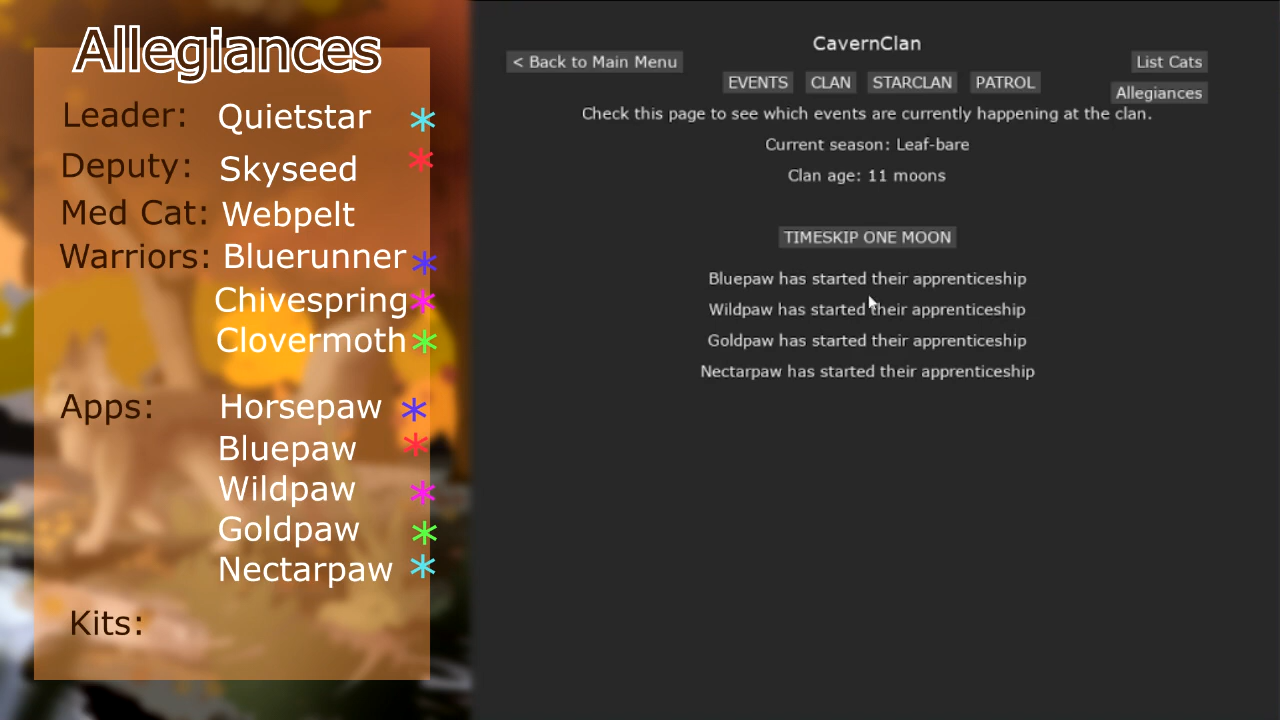 Allegiances
Leader: Quietstar *
Deputy: Skyseed *
Med Cat: Webpelt
Warriors: Bluerunner *
Chivespring *
Clovermoth *
Apps: Horsepaw *
Bluepaw *
Wildpaw *
Goldpaw *
Nectarpaw *
Kits:
CavernClan
< Back to Main Menu
List Cats
EVENTS CLAN STARCLAN PATROL
Allegiances
Check this page to see which events are currently happening at the clan.
Current season: Leaf-bare
Clan age: 11 moons
TIMESKIP ONE MOON
Bluepaw has started their apprenticeship
Wildpaw has started their apprenticeship
Goldpaw has started their apprenticeship
Nectarpaw has started their apprenticeship